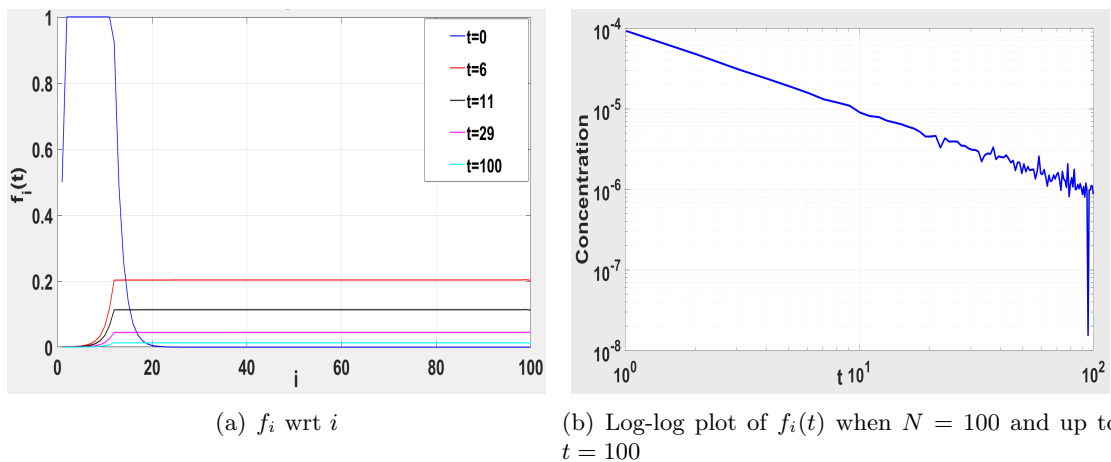 1
0.8
0.6
0.4
0.2
0
f_i(t)
0
20
40
60
80
100
i
t=0
t=6
t=11
t=29
t=100
10^-4
10^-5
10^-6
10^-7
10^-8
Concentration
10^0
t
10^1
10^2
(a) f_i wrt i
(b) Log-log plot of f_i(t) when N = 100 and up to
t = 100